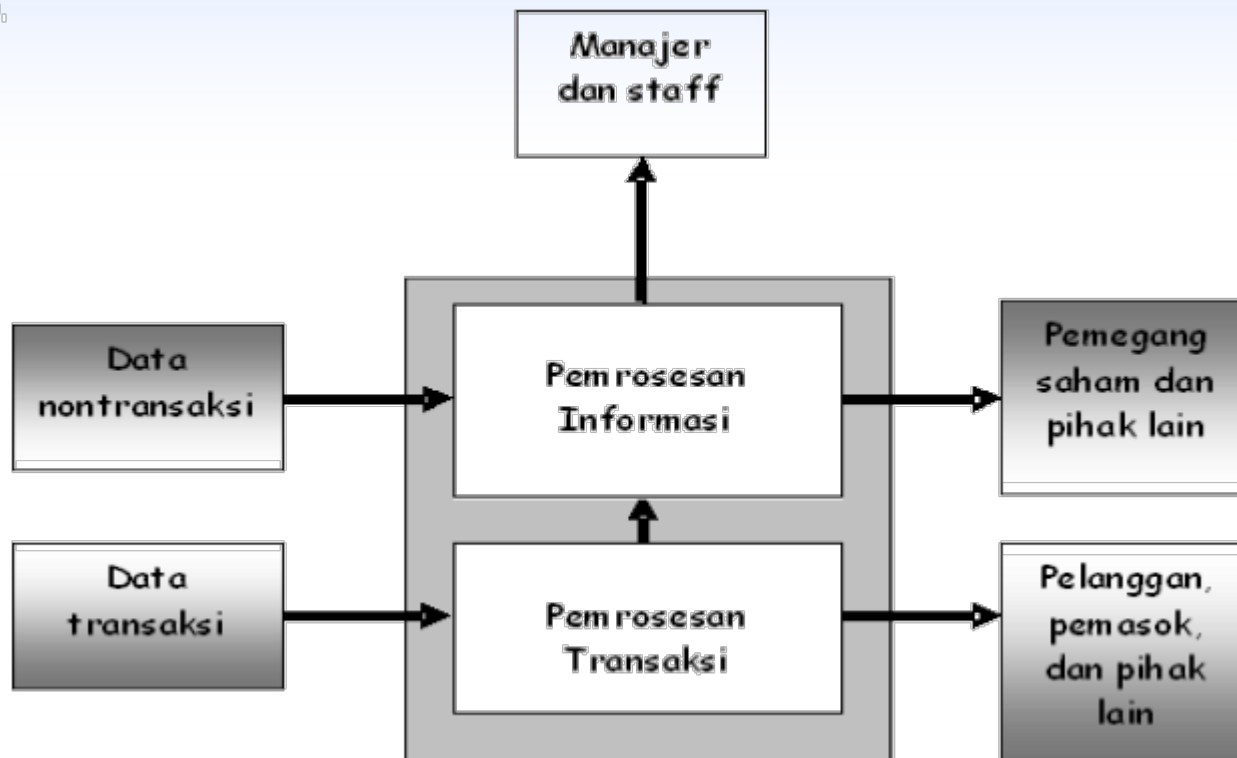 Manajer
dan staff
Data
nontransaksi
Pemrosesan
Informasi
Pemegang
saham dan
pihak lain
Data
transaksi
Pemrosesan
Transaksi
Pelanggan,
pemasok,
dan pihak
lain